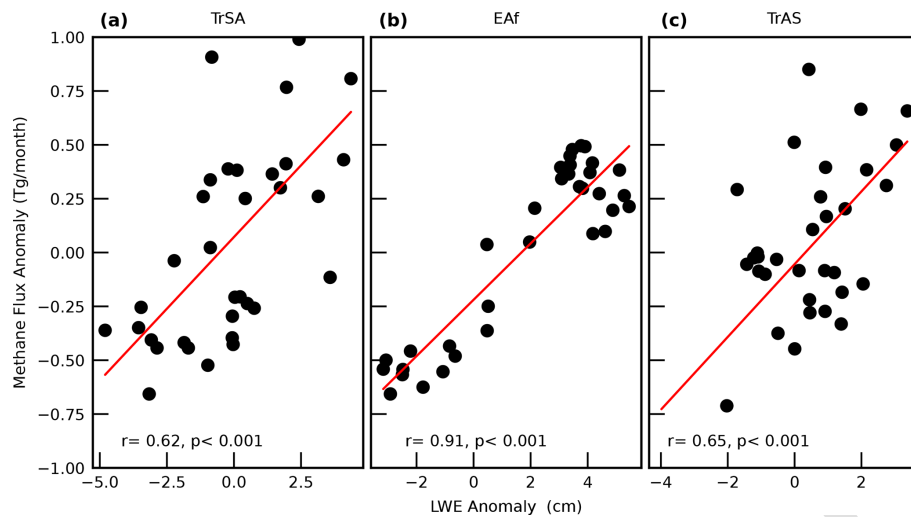 (a) TrSA
(b) EAf
(c) TrAS
Methane Flux Anomaly (Tg/month)
1.00
0.75
0.50
0.25
0.00
−0.25
−0.50
−0.75
−1.00
r= 0.62, p< 0.001
r= 0.91, p< 0.001
r= 0.65, p< 0.001
−5.0 −2.5 0.0 2.5
−2 0 2 4
−4 −2 0 2
LWE Anomaly (cm)